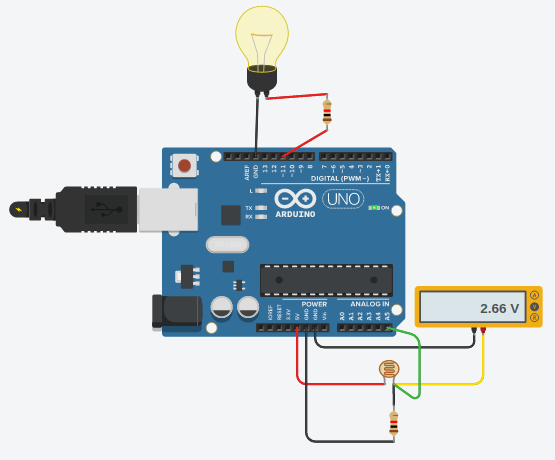 AREF
GND
13
12
~11
~10
~9
8
7
~6
~5
4
~3
2
TX→1
RX←0
DIGITAL (PWM~)
L
TX
RX
ARDUINO
UNO
ON
POWER
ANALOG IN
IOREF
RESET
3.3V
5V
GND
GND
Vin
A0
A1
A2
A3
A4
A5
2.66 V
A
V
R